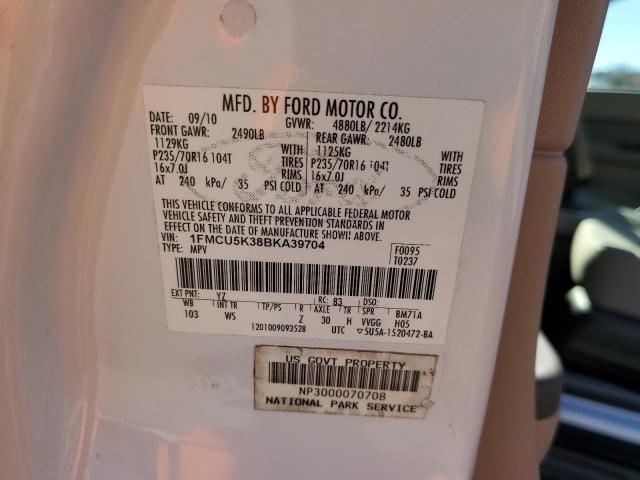 MFD. BY FORD MOTOR CO.
DATE: 09/10 GVWR: 4880LB/ 2214KG
FRONT GAWR: 2490LB REAR GAWR: 2480LB
1129KG WITH 1125KG WITH
P235/70R16 104T TIRES P235/70R16 104T TIRES
16x7.0J RIMS 16x7.0J RIMS
AT 240 kPa/ 35 PSI COLD AT 240 kPa/ 35 PSI COLD
THIS VEHICLE CONFORMS TO ALL APPLICABLE FEDERAL MOTOR
VEHICLE SAFETY AND THEFT PREVENTION STANDARDS IN
EFFECT ON THE DATE OF MANUFACTURE SHOWN ABOVE.
VIN: 1FMCU5K38BKA39704 F0095
TYPE: MPV T0237
EXT PNT: YZ RC: 83 DSO:
WB INT TR TP/PS R AXLE TR SPR BM71A
103 WS Z 30 H VVGG H05
1201009093528 UTC ▽5U5A-1520472-BA
US GOVT PROPERTY
NP3000070708
NATIONAL PARK SERVICE